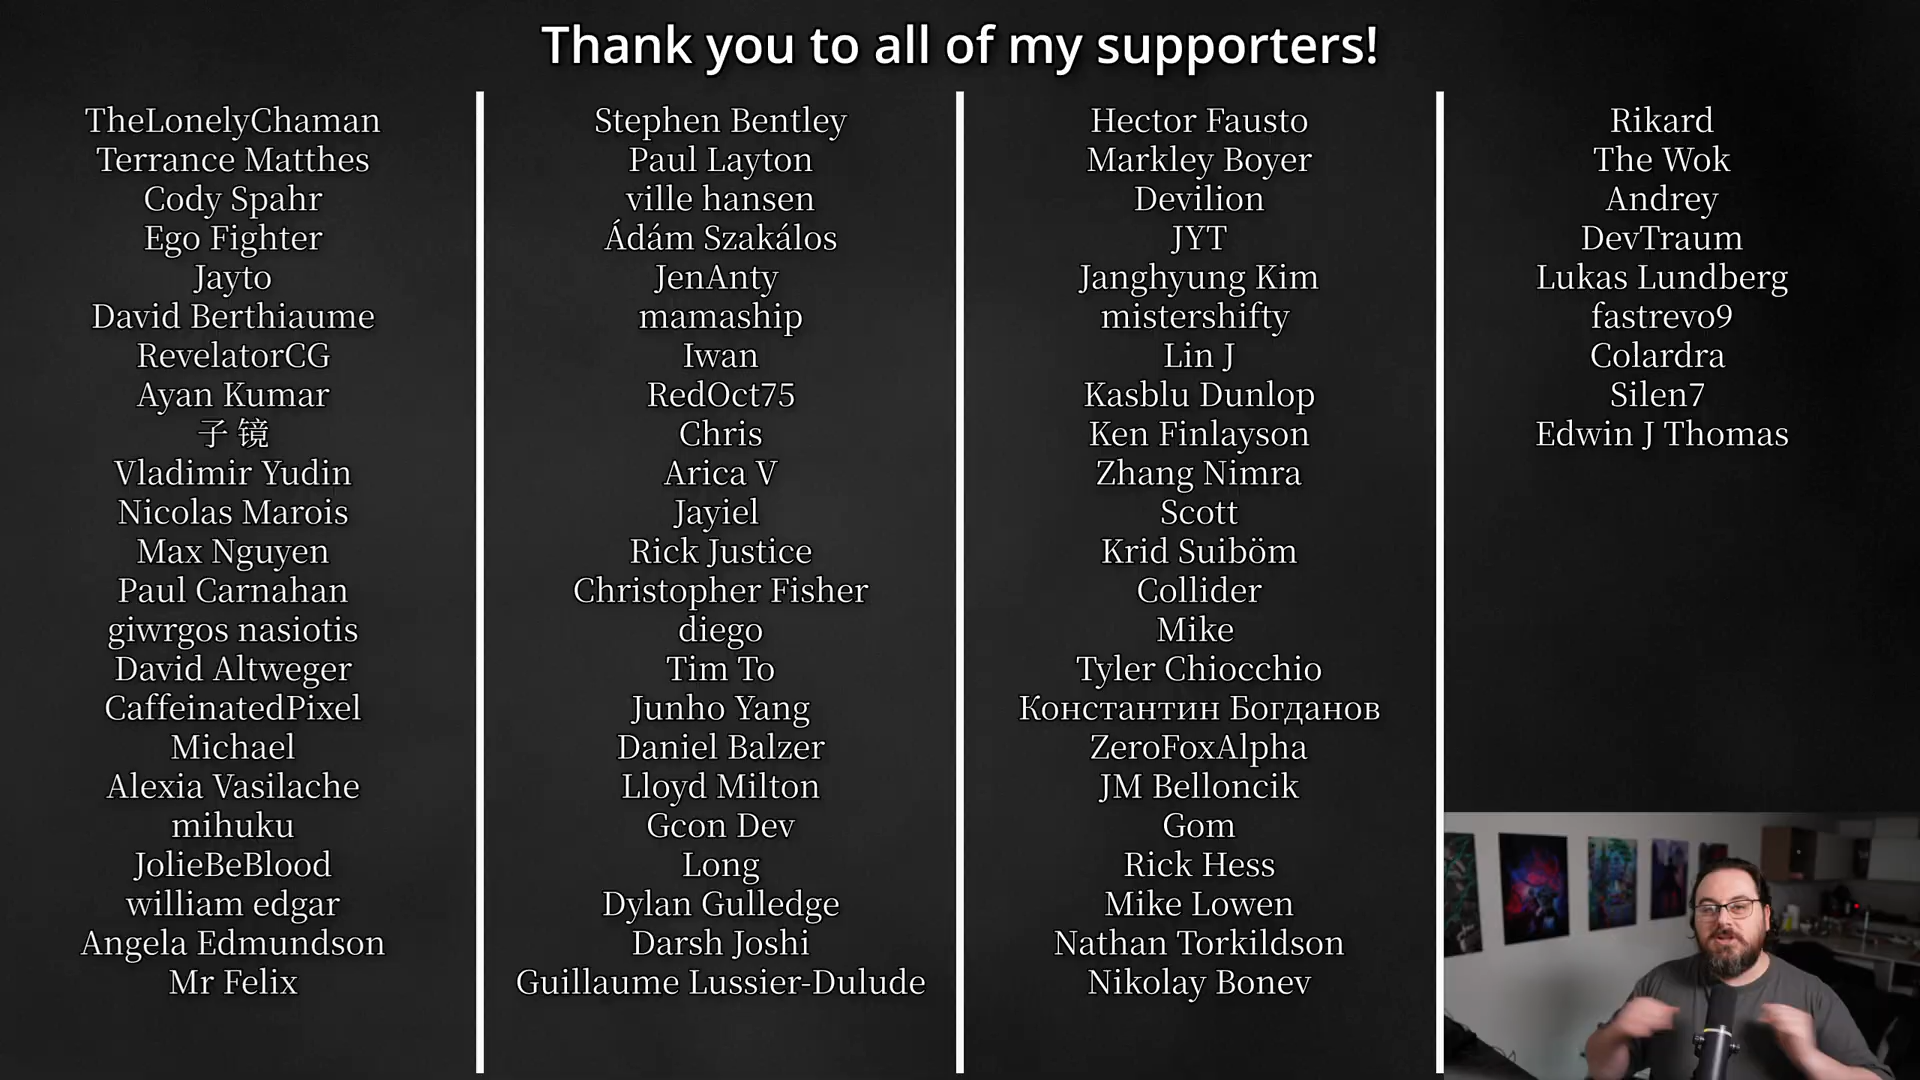 Thank you to all of my supporters!
TheLonelyChaman
Terrance Matthes
Cody Spahr
Ego Fighter
Jayto
David Berthiaume
RevelatorCG
Ayan Kumar
子 镜
Vladimir Yudin
Nicolas Marois
Max Nguyen
Paul Carnahan
giwrgos nasiotis
David Altweger
CaffeinatedPixel
Michael
Alexia Vasilache
mihuku
JolieBeBlood
william edgar
Angela Edmundson
Mr Felix
Stephen Bentley
Paul Layton
ville hansen
Ádám Szakálos
JenAnty
mamaship
Iwan
RedOct75
Chris
Arica V
Jayiel
Rick Justice
Christopher Fisher
diego
Tim To
Junho Yang
Daniel Balzer
Lloyd Milton
Gcon Dev
Long
Dylan Gulledge
Darsh Joshi
Guillaume Lussier-Dulude
Hector Fausto
Markley Boyer
Devilion
JYT
Janghyung Kim
mistershifty
Lin J
Kasblu Dunlop
Ken Finlayson
Zhang Nimra
Scott
Krid Suiböm
Collider
Mike
Tyler Chiocchio
Константин Богданов
ZeroFoxAlpha
JM Belloncik
Gom
Rick Hess
Mike Lowen
Nathan Torkildson
Nikolay Bonev
Rikard
The Wok
Andrey
DevTraum
Lukas Lundberg
fastrevo9
Colardra
Silen7
Edwin J Thomas